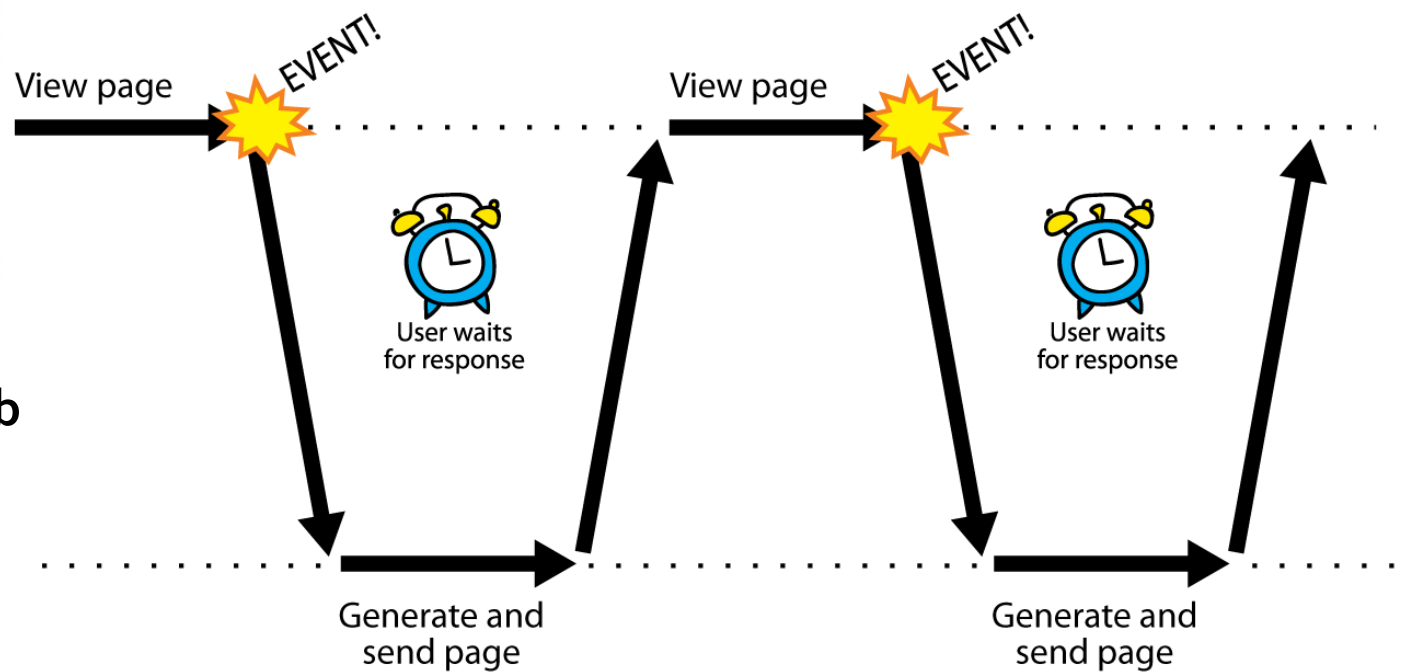 EVENT!
View page
EVENT!
View page
User waits
for response
User waits
for response
b
Generate and
send page
Generate and
send page